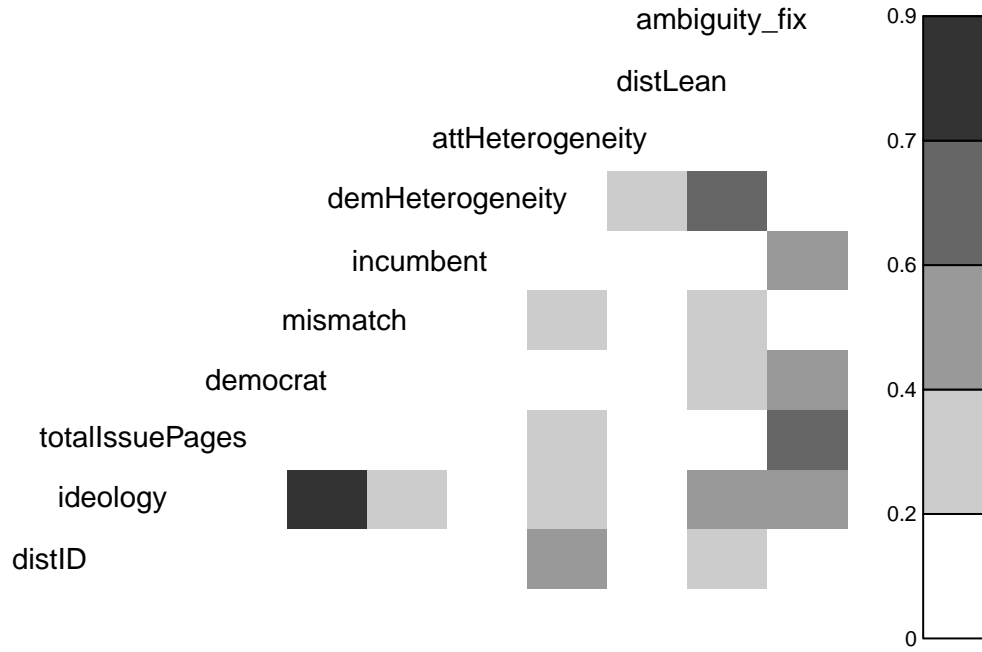 ambiguity_fix
distLean
attHeterogeneity
demHeterogeneity
incumbent
mismatch
democrat
totalIssuePages
ideology
distID
0.9
0.7
0.6
0.4
0.2
0